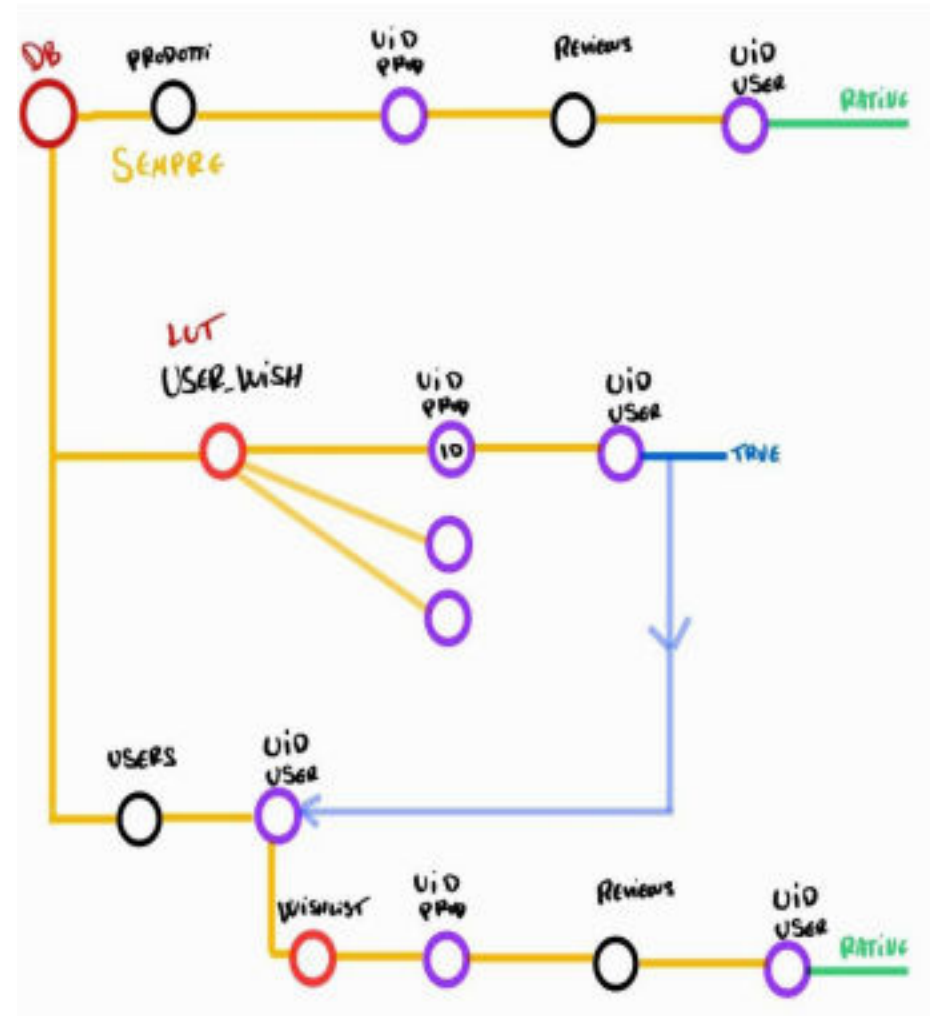 DB
PRODOTTI
UiD
PROD
REViEWS
UiD
USER
RATiNG
SEMPRE
LUT
USER_WiSH
UiD
PROD
UiD
USER
ID
TRUE
USERS
UiD
USER
WiSHLIST
UiD
PROD
REViEWS
UiD
USER
RATiNG